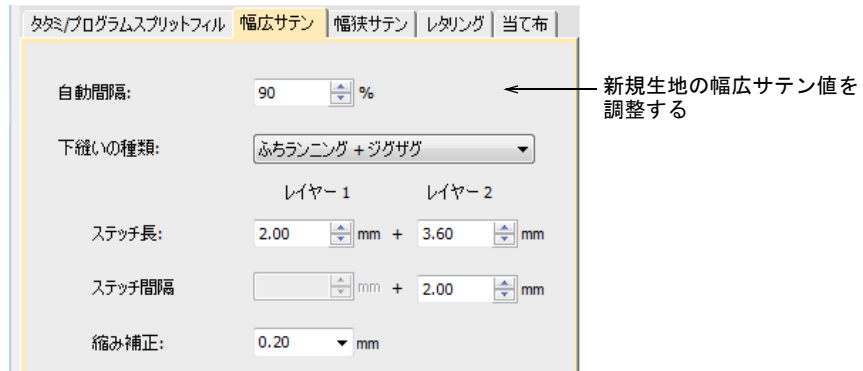 タタミ/プログラムスプリットフィル 幅広サテン 幅狭サテン レタリング 当て布
自動間隔: 90 %
新規生地の幅広サテン値を
調整する
下縫いの種類: ふちランニング + ジグザグ
レイヤー 1 レイヤー 2
ステッチ長: 2.00 mm + 3.60 mm
ステッチ間隔 mm + 2.00 mm
縮み補正: 0.20 mm